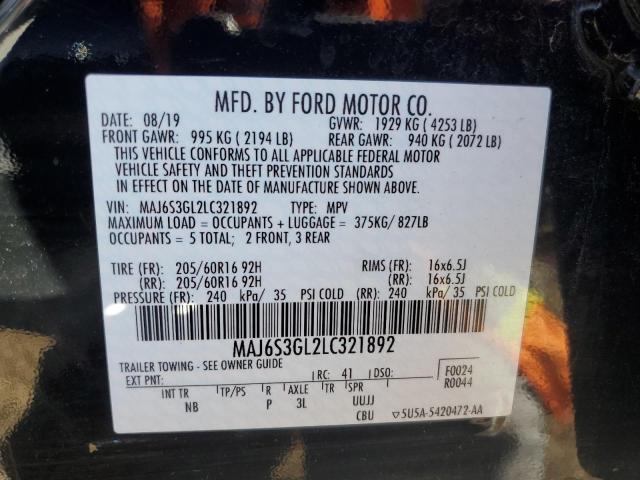 MFD. BY FORD MOTOR CO.
DATE: 08/19 GVWR: 1929 KG ( 4253 LB)
FRONT GAWR: 995 KG ( 2194 LB) REAR GAWR: 940 KG ( 2072 LB)
THIS VEHICLE CONFORMS TO ALL APPLICABLE FEDERAL MOTOR
VEHICLE SAFETY AND THEFT PREVENTION STANDARDS
IN EFFECT ON THE DATE OF MANUFACTURE SHOWN ABOVE.
VIN: MAJ6S3GL2LC321892 TYPE: MPV
MAXIMUM LOAD = OCCUPANTS + LUGGAGE = 375KG/ 827LB
OCCUPANTS = 5 TOTAL; 2 FRONT, 3 REAR
TIRE (FR): 205/60R16 92H RIMS (FR): 16x6.5J
(RR): 205/60R16 92H (RR): 16x6.5J
PRESSURE (FR): 240 kPa/ 35 PSI COLD (RR): 240 kPa/ 35 PSI COLD
MAJ6S3GL2LC321892
TRAILER TOWING - SEE OWNER GUIDE
EXT PNT: RC: 41 DSO: F0024
R0044
INT TR TP/PS R AXLE TR SPR
NB P 3L UUJJ
CBU ▽5U5A-5420472-AA